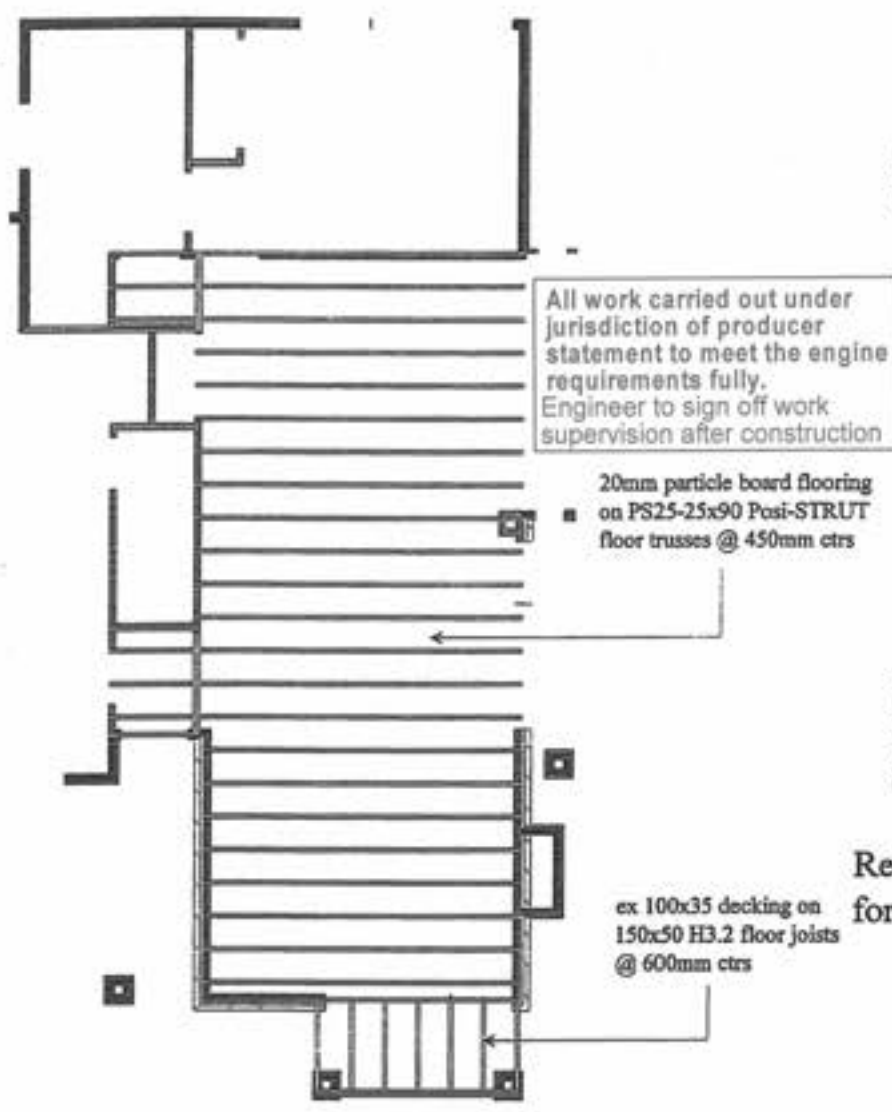 All work carried out under
jurisdiction of producer
statement to meet the engine
requirements fully.
Engineer to sign off work
supervision after construction
20mm particle board flooring
on PS25-25x90 Posi-STRUT
floor trusses @ 450mm ctrs
Re
for
ex 100x35 decking on
150x50 H3.2 floor joists
@ 600mm ctrs